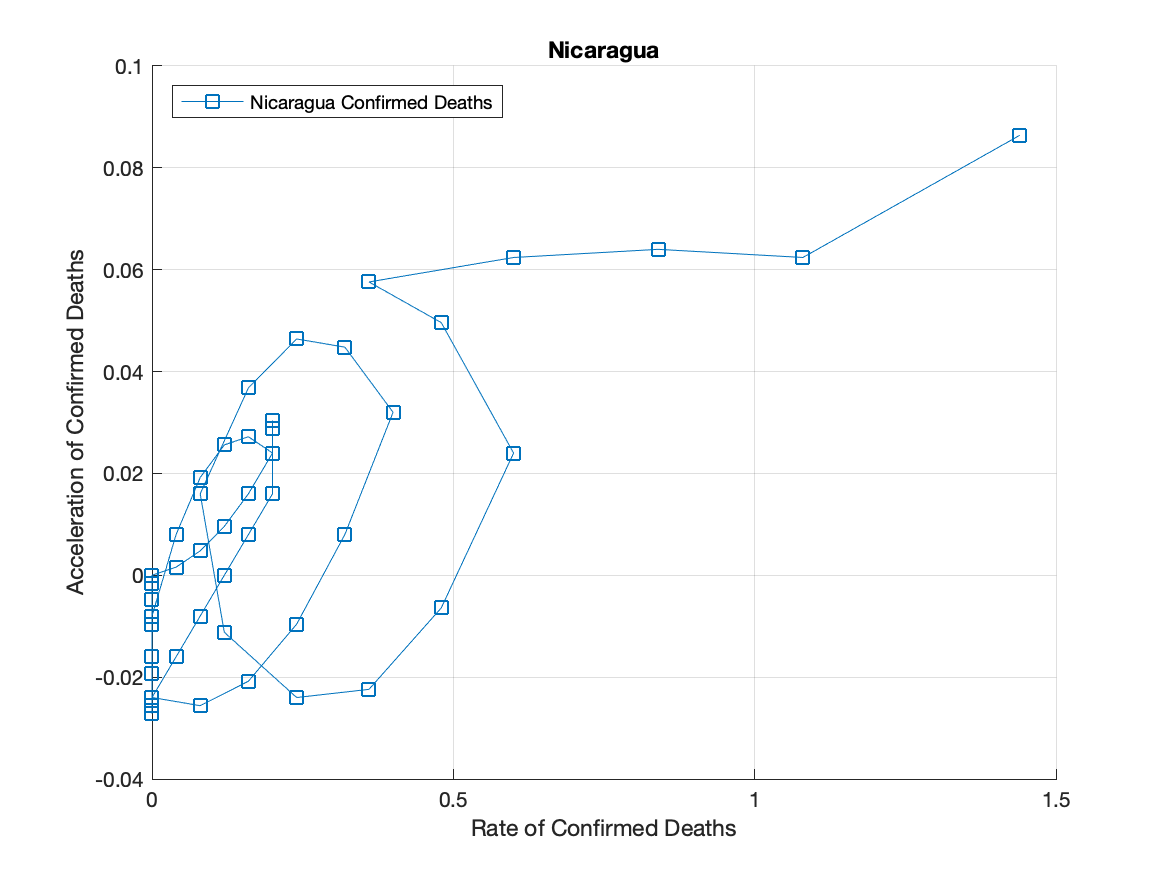 Nicaragua
0.1
Nicaragua Confirmed Deaths
0.08
0.06
0.04
0.02
0
-0.02
-0.04
Acceleration of Confirmed Deaths
0 0.5 1 1.5
Rate of Confirmed Deaths